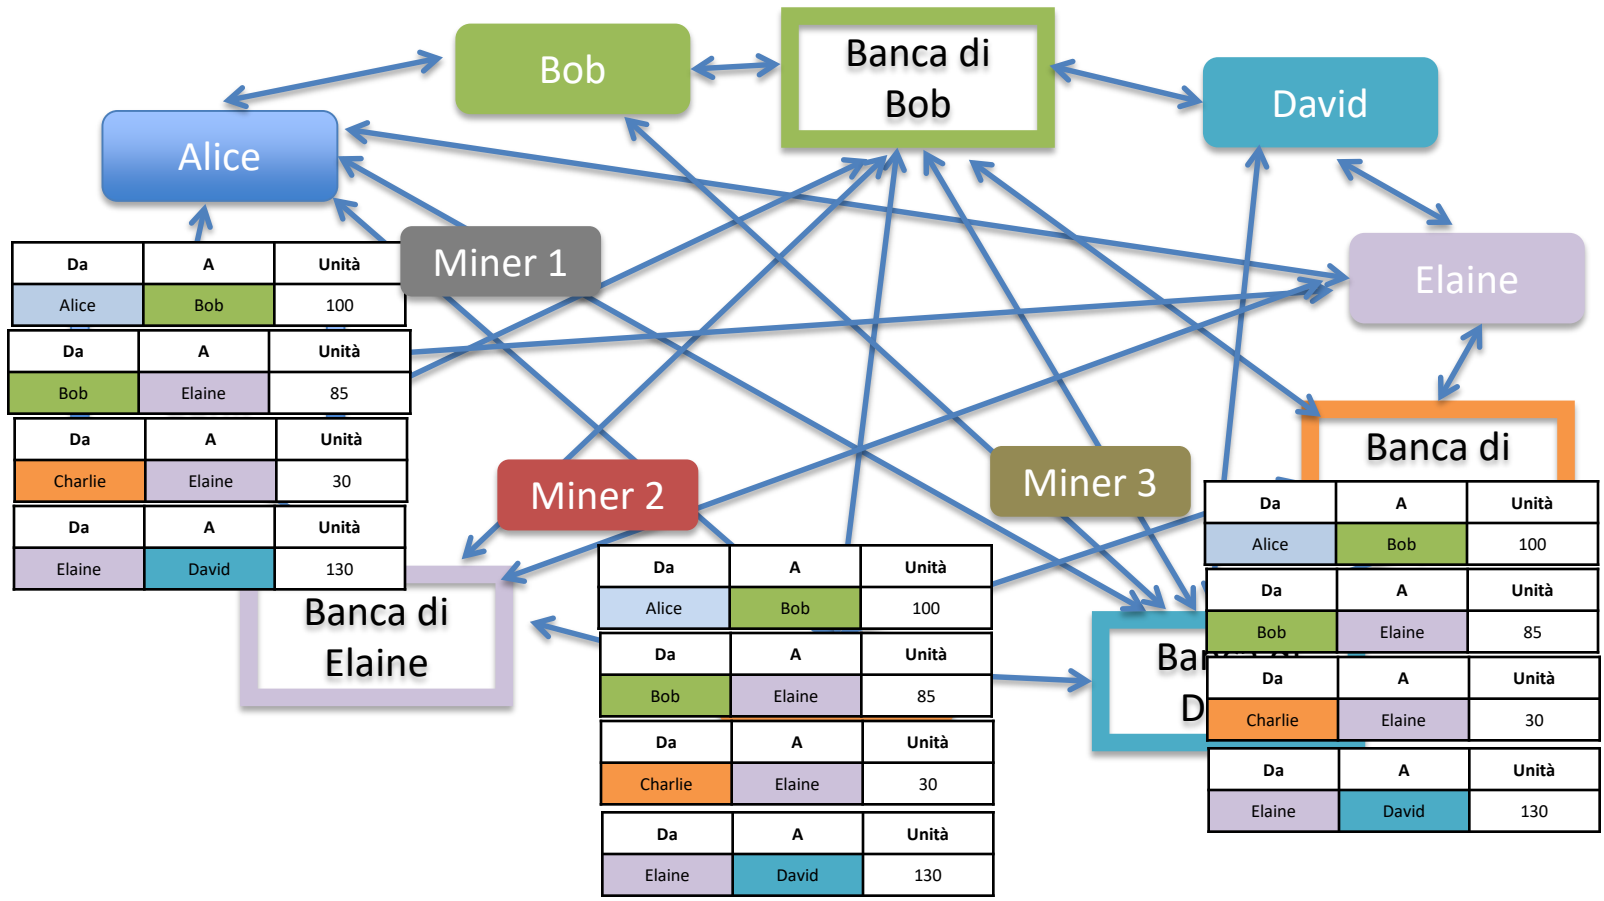 Bob
Banca di
Bob
David
Alice
Miner 1
Elaine
Da A Unità
Alice Bob 100
Da A Unità
Bob Elaine 85
Da A Unità
Charlie Elaine 30
Da A Unità
Elaine David 130
Miner 2
Miner 3
Banca di
Banca di
Elaine
Da A Unità
Alice Bob 100
Da A Unità
Bob Elaine 85
Da A Unità
Charlie Elaine 30
Da A Unità
Elaine David 130
Da A Unità
Alice Bob 100
Da A Unità
Bob Elaine 85
Da A Unità
Charlie Elaine 30
Da A Unità
Elaine David 130